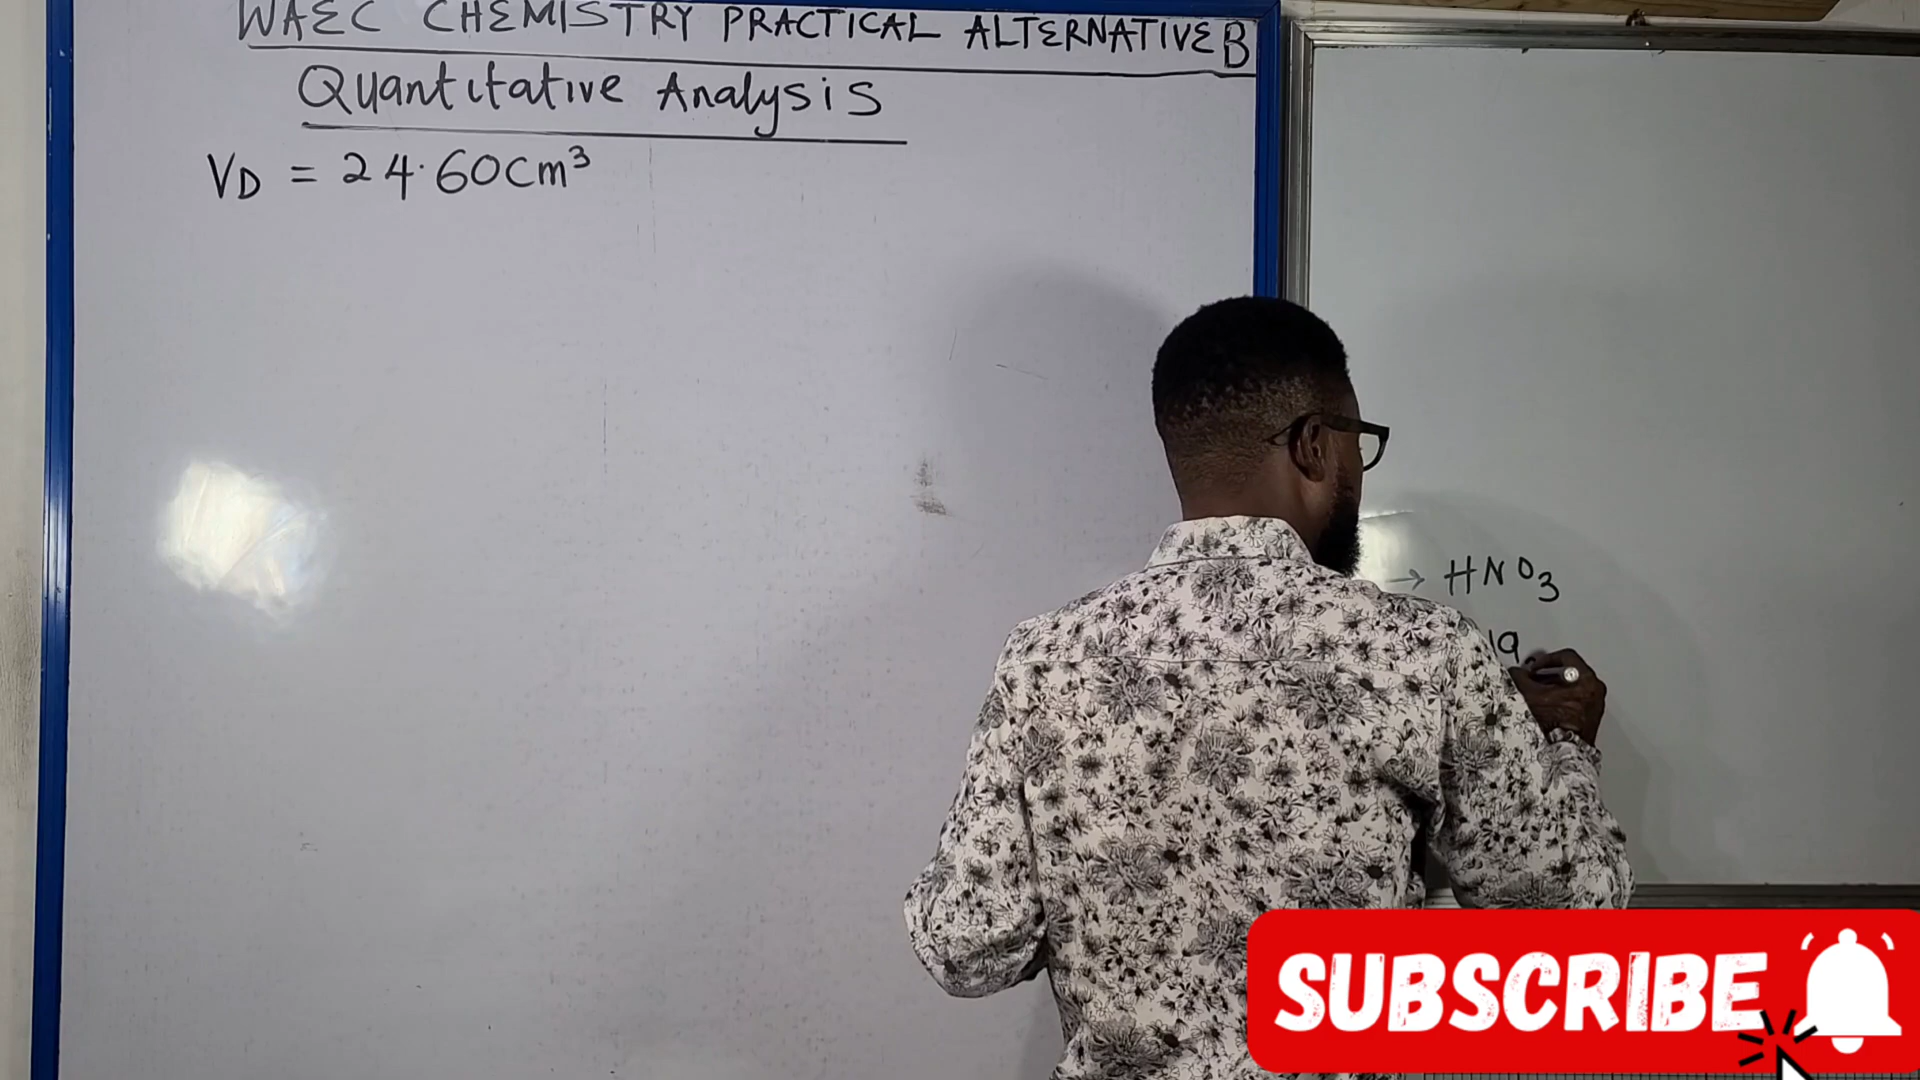 WAEC CHEMISTRY PRACTICAL ALTERNATIVE B
Quantitative Analysis
VD = 24.60cm³
→ HNO3
SUBSCRIBE